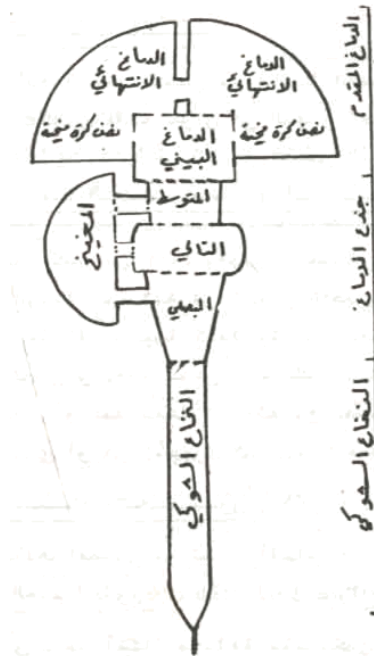 الدماغ
الانتهائي
نصف كرة مخية
الدماغ
الانتهائي
نصف كرة مخية
الدماغ
البيني
المتوسط
التالي
البصلي
المخيخ
النخاع الشوكي
الدماغ المقدم
جذع الدماغ
النخاع الشوكي